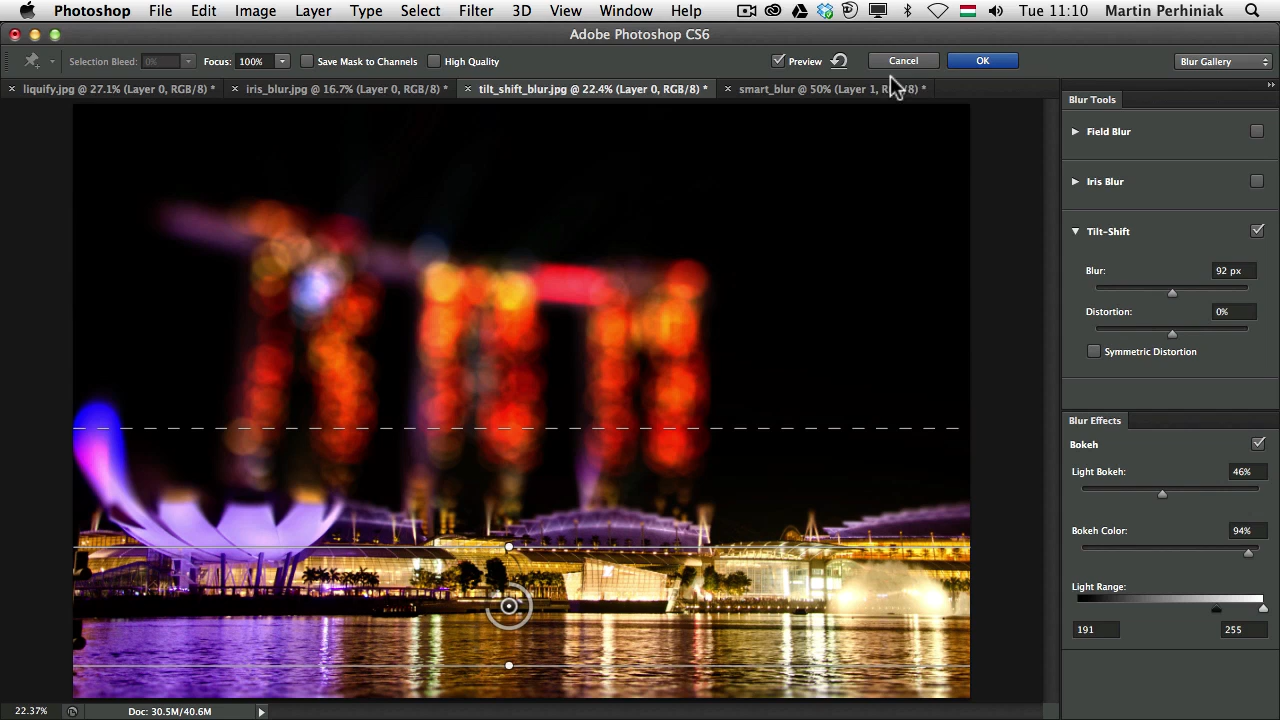 Photoshop File Edit Image Layer Type Select Filter 3D View Window Help Tue 11:10 Martin Perhiniak
Adobe Photoshop CS6
Selection Bleed: 0% Focus: 100% Save Mask to Channels High Quality Preview Cancel OK Blur Gallery
× liquify.jpg @ 27.1% (Layer 0, RGB/8) * × iris_blur.jpg @ 16.7% (Layer 0, RGB/8) * × tilt_shift_blur.jpg @ 22.4% (Layer 0, RGB/8) * × smart_blur @ 50% (Layer 1, /8) *
Blur Tools
Field Blur
Iris Blur
Tilt-Shift
Blur: 92 px
Distortion: 0%
Symmetric Distortion
Blur Effects
Bokeh
Light Bokeh: 46%
Bokeh Color: 94%
Light Range:
191 255
22.37% Doc: 30.5M/40.6M